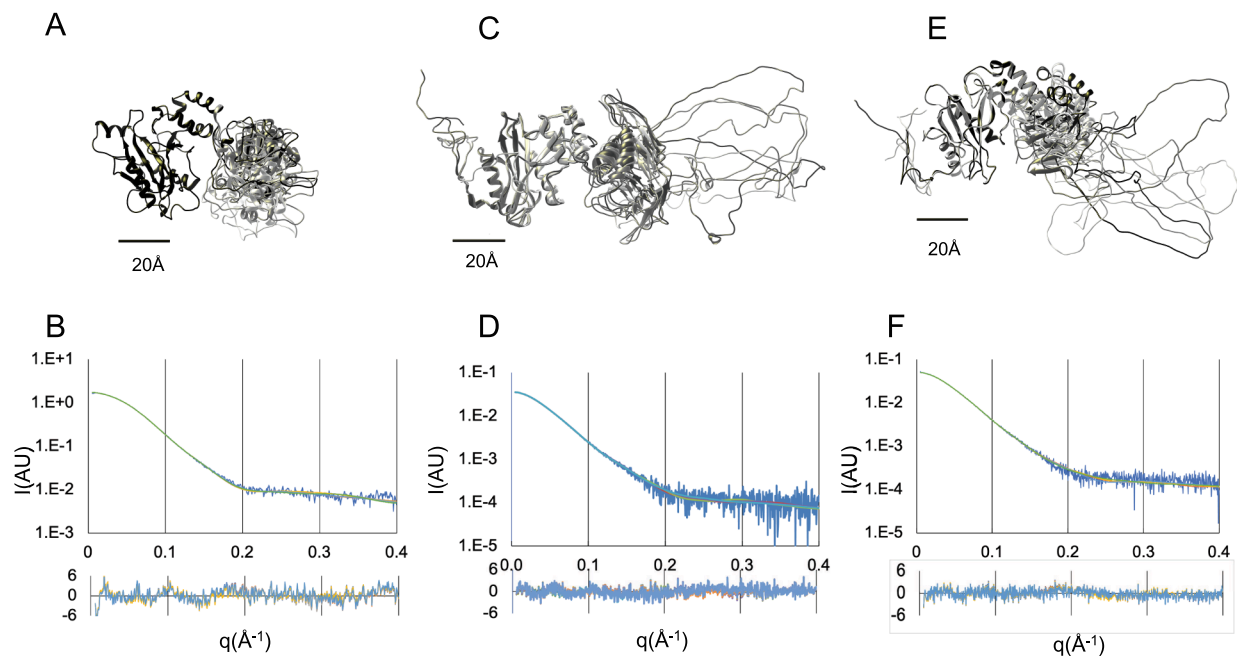 A
C
E
20Å
20Å
20Å
B
D
F
1.E+1
1.E+0
1.E-1
1.E-2
1.E-3
I(AU)
0 0.1 0.2 0.3 0.4
6
0
-6
q(Å-1)
1.E-1
1.E-2
1.E-3
1.E-4
1.E-5
I(AU)
0.0 0.1 0.2 0.3 0.4
6
0
-6
q(Å-1)
1.E-1
1.E-2
1.E-3
1.E-4
1.E-5
I(AU)
0 0.1 0.2 0.3 0.4
6
0
-6
q(Å-1)